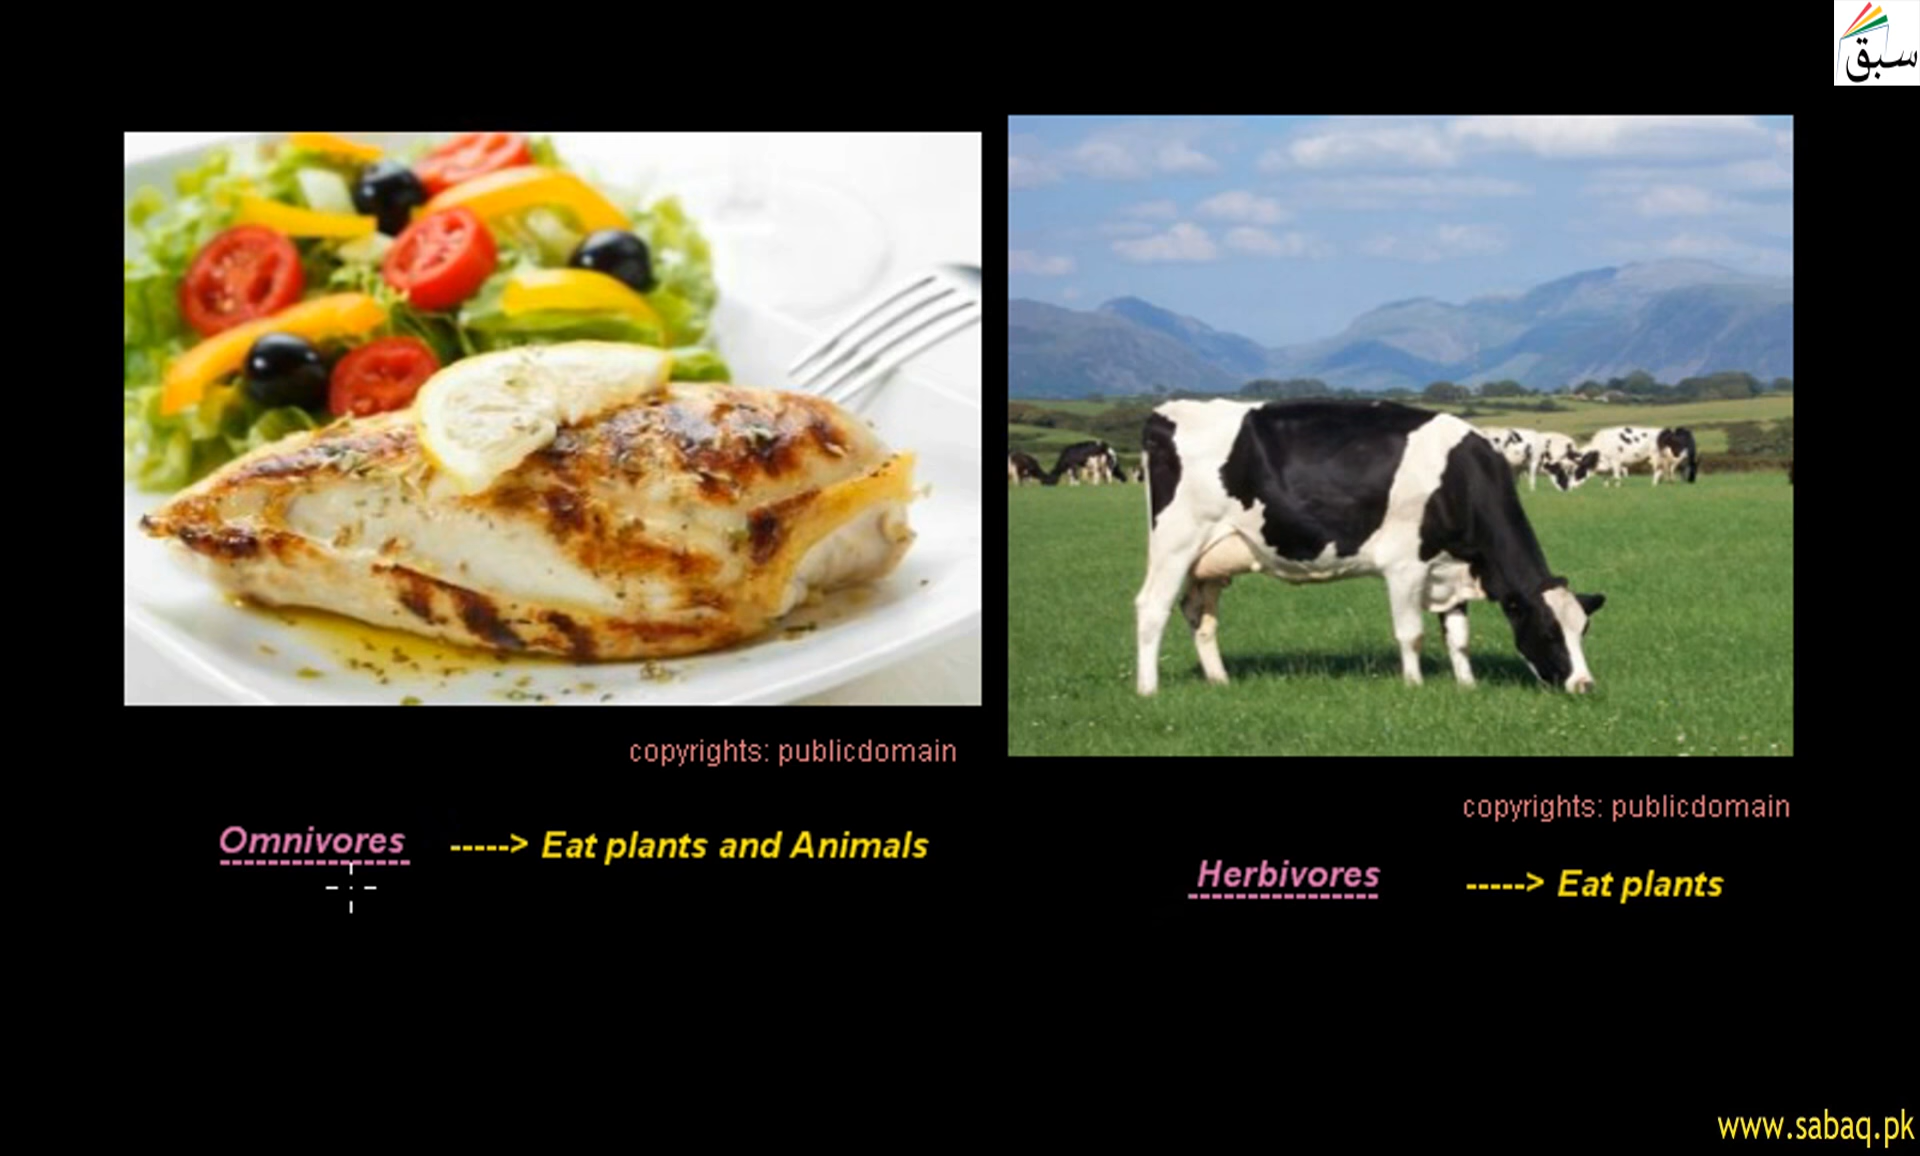 سبق
copyrights: publicdomain
copyrights: publicdomain
Omnivores -----> Eat plants and Animals
Herbivores -----> Eat plants
www.sabaq.pk